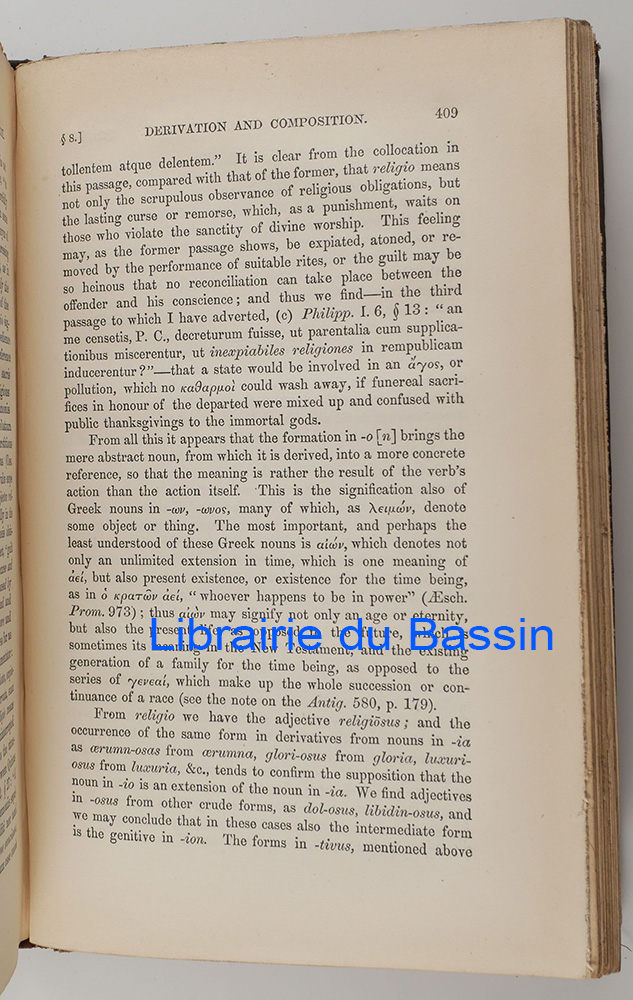 § 8.] DERIVATION AND COMPOSITION. 409
tollentem atque delentem." It is clear from the collocation in
this passage, compared with that of the former, that religio means
not only the scrupulous observance of religious obligations, but
the lasting curse or remorse, which, as a punishment, waits on
those who violate the sanctity of divine worship. This feeling
may, as the former passage shows, be expiated, atoned, or re-
moved by the performance of suitable rites, or the guilt may be
so heinous that no reconciliation can take place between the
offender and his conscience; and thus we find—in the third
passage to which I have adverted, (c) Philipp. I. 6, § 13: "an
me censetis, P. C., decreturum fuisse, ut parentalia cum supplica-
tionibus miscerentur, ut inexpiabiles religiones in rempublicam
inducerentur?"—that a state would be involved in an ἄγος, or
pollution, which no καθαρμοί could wash away, if funereal sacri-
fices in honour of the departed were mixed up and confused with
public thanksgivings to the immortal gods.
From all this it appears that the formation in -o [n] brings the
mere abstract noun, from which it is derived, into a more concrete
reference, so that the meaning is rather the result of the verb's
action than the action itself. This is the signification also of
Greek nouns in -ων, -ωνος, many of which, as λειμών, denote
some object or thing. The most important, and perhaps the
least understood of these Greek nouns is αἰών, which denotes not
only an unlimited extension in time, which is one meaning of
ἀεί, but also present existence, or existence for the time being,
as in ὁ κρατῶν ἀεί, "whoever happens to be in power" (Æsch.
Prom. 973); thus αἰών may signify not only an age or eternity,
but also the present life, as opposed to the future, which is
sometimes its meaning in the New Testament, and the existing
Librairie du Bassin
generation of a family for the time being, as opposed to the
series of γενεαί, which make up the whole succession or con-
tinuance of a race (see the note on the Antig. 580, p. 179).
From religio we have the adjective religiōsus; and the
occurrence of the same form in derivatives from nouns in -ia
as ærumn-osas from ærumna, glori-osus from gloria, luxuri-
osus from luxuria, &c., tends to confirm the supposition that the
noun in -io is an extension of the noun in -ia. We find adjectives
in -osus from other crude forms, as dol-osus, libidin-osus, and
we may conclude that in these cases also the intermediate form
is the genitive in -ion. The forms in -tivus, mentioned above